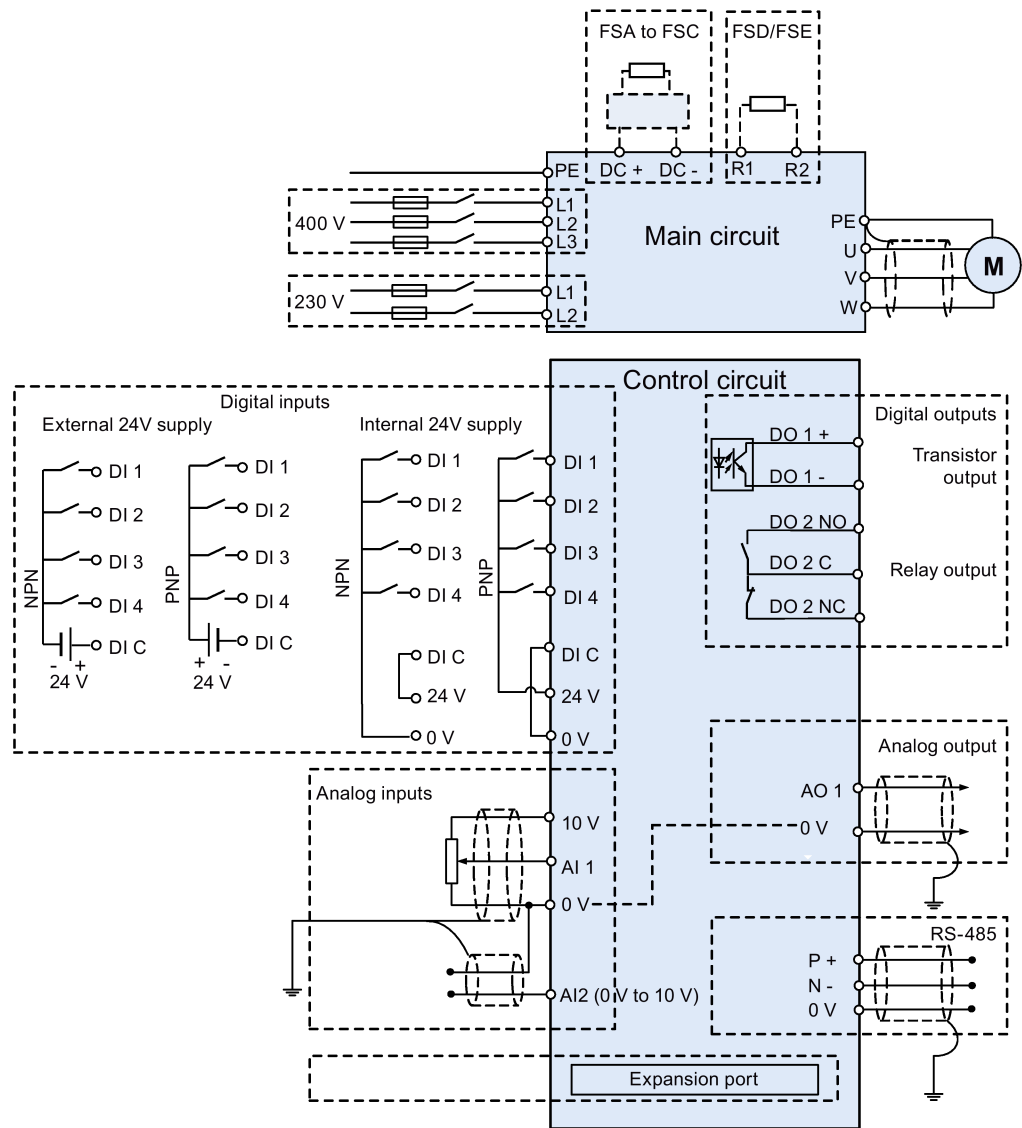 FSA to FSC
FSD/FSE
PE
DC +
DC -
R1
R2
400 V
L1
L2
L3
Main circuit
230 V
L1
L2
PE
U
V
W
M
Control circuit
Digital inputs
External 24V supply
Internal 24V supply
NPN
DI 1
DI 2
DI 3
DI 4
DI C
- +
24 V
PNP
DI 1
DI 2
DI 3
DI 4
DI C
+ -
24 V
NPN
DI 1
DI 2
DI 3
DI 4
DI C
24 V
0 V
PNP
DI 1
DI 2
DI 3
DI 4
DI C
24 V
0 V
Digital outputs
Transistor
output
DO 1 +
DO 1 -
DO 2 NO
DO 2 C
DO 2 NC
Relay output
Analog output
AO 1
0 V
Analog inputs
10 V
AI 1
0 V
AI2 (0 V to 10 V)
RS-485
P +
N -
0 V
Expansion port